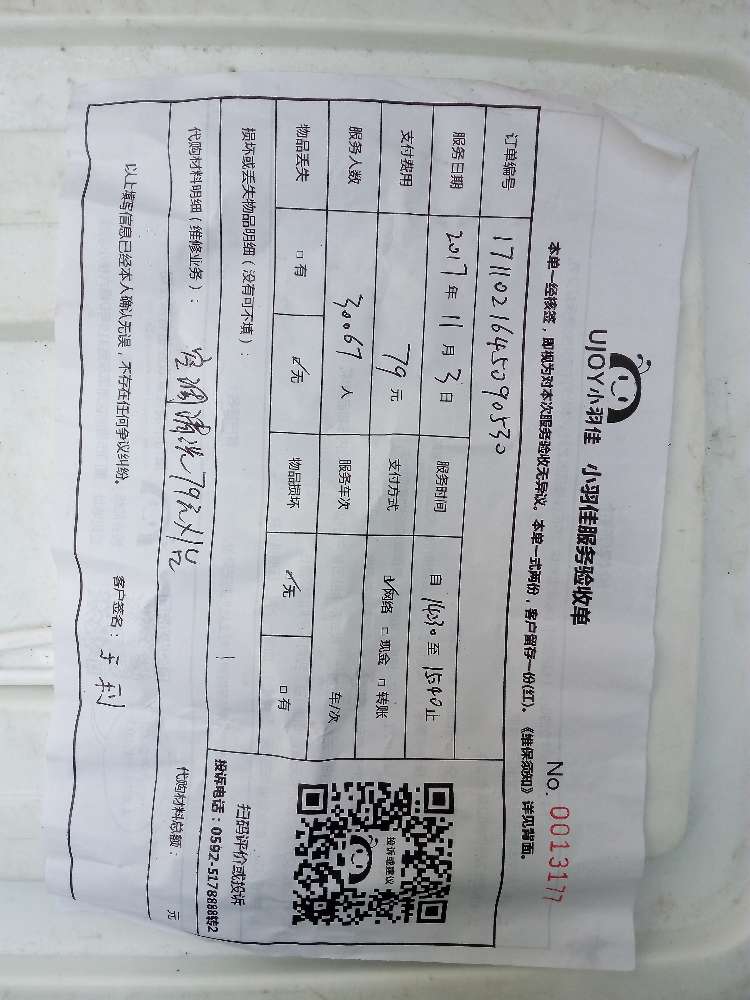 UJOY小羽佳 小羽佳服务验收单
No. 0013177
本单一经核签，即视为对本次服务验收无异议。本单一式两份，客户留存一份(红)。《维保须知》详见背面。
订单编号 1711021645090530
服务日期 2017年11月3日 服务时间 自1430至1540止
支付费用 79元 支付方式 ☑网络 □现金 □转账
服务人数 30067人 服务车次 车/次
物品丢失 □有 ☑无 物品损坏 ☑无 □有
损坏或丢失物品明细（没有可不填）：
扫码评价或投诉
投诉电话：0592-5178888转2
投诉或建议
代购材料明细（维修业务）： 空调清洗79元X1台
代购材料总额： 元
以上填写信息已经本人确认无误，不存在任何争议纠纷。 客户签名：